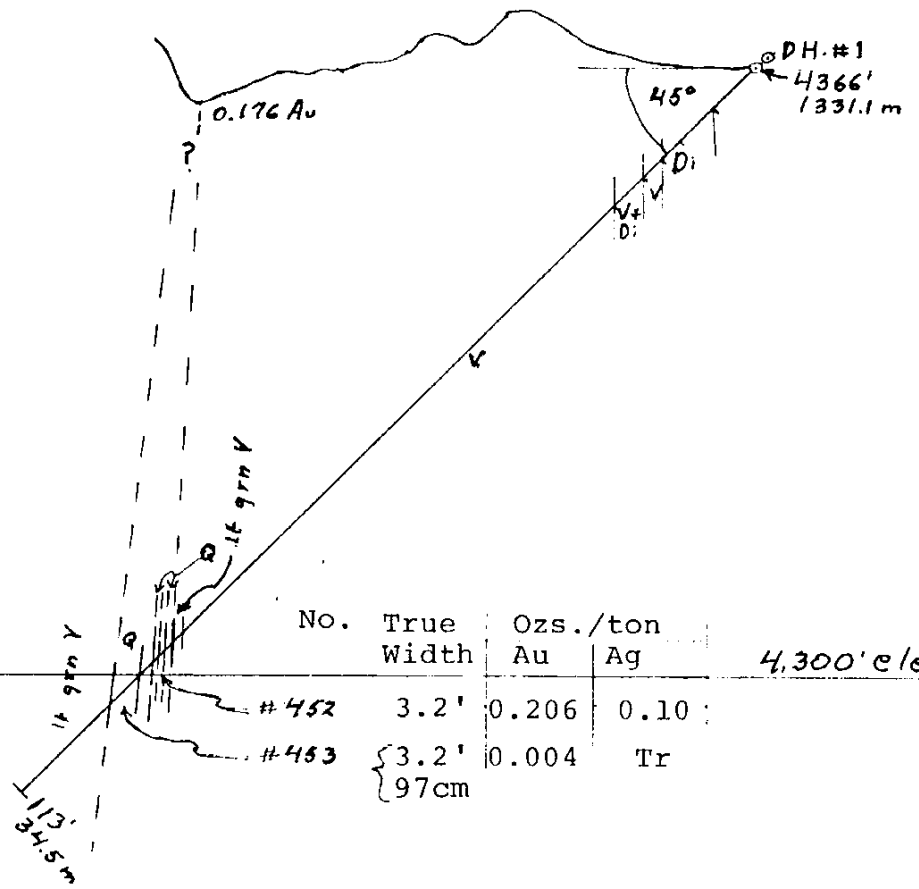 DH.#1
4366'
1331.1 m
45°
0.176 Au
?
Di
V
V+
Di
V
lt grn V
Q
Q
lt grn V
No. True Width Ozs./ton
Au Ag
4,300' ele
#452 3.2' 0.206 0.10
#453 3.2' 0.004 Tr
97cm
113'
34.5m